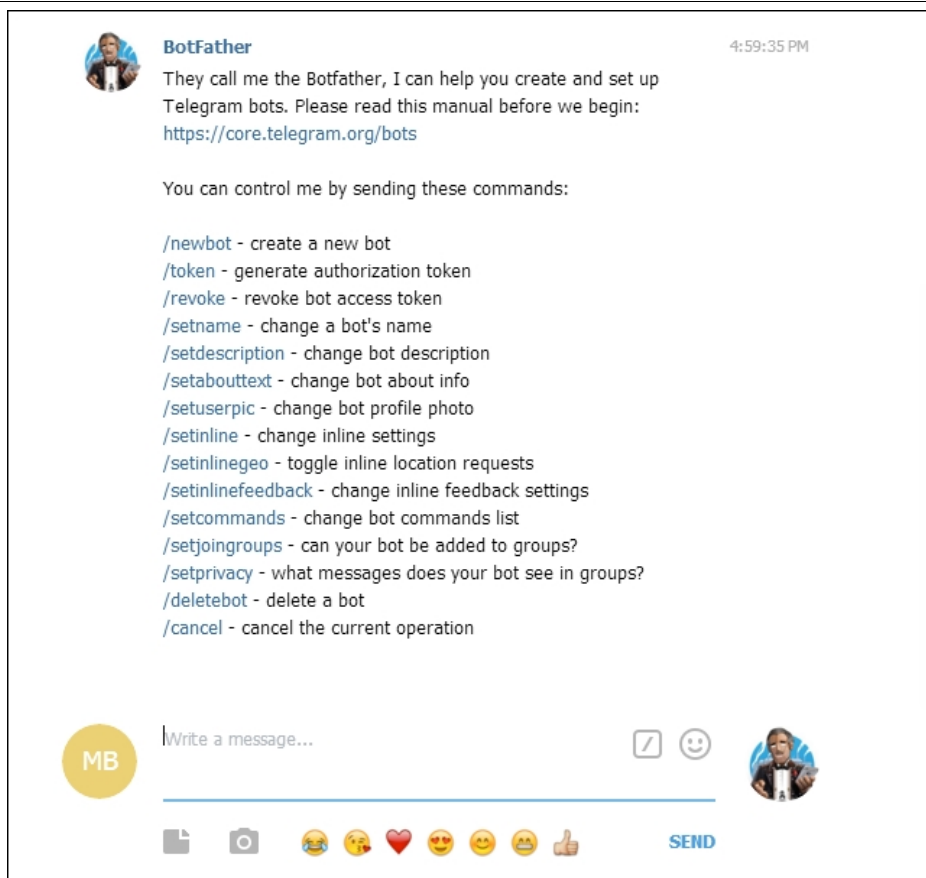 BotFather 4:59:35 PM
They call me the Botfather, I can help you create and set up
Telegram bots. Please read this manual before we begin:
https://core.telegram.org/bots
You can control me by sending these commands:
/newbot - create a new bot
/token - generate authorization token
/revoke - revoke bot access token
/setname - change a bot's name
/setdescription - change bot description
/setabouttext - change bot about info
/setuserpic - change bot profile photo
/setinline - change inline settings
/setinlinegeo - toggle inline location requests
/setinlinefeedback - change inline feedback settings
/setcommands - change bot commands list
/setjoingroups - can your bot be added to groups?
/setprivacy - what messages does your bot see in groups?
/deletebot - delete a bot
/cancel - cancel the current operation
MB Write a message... /
SEND